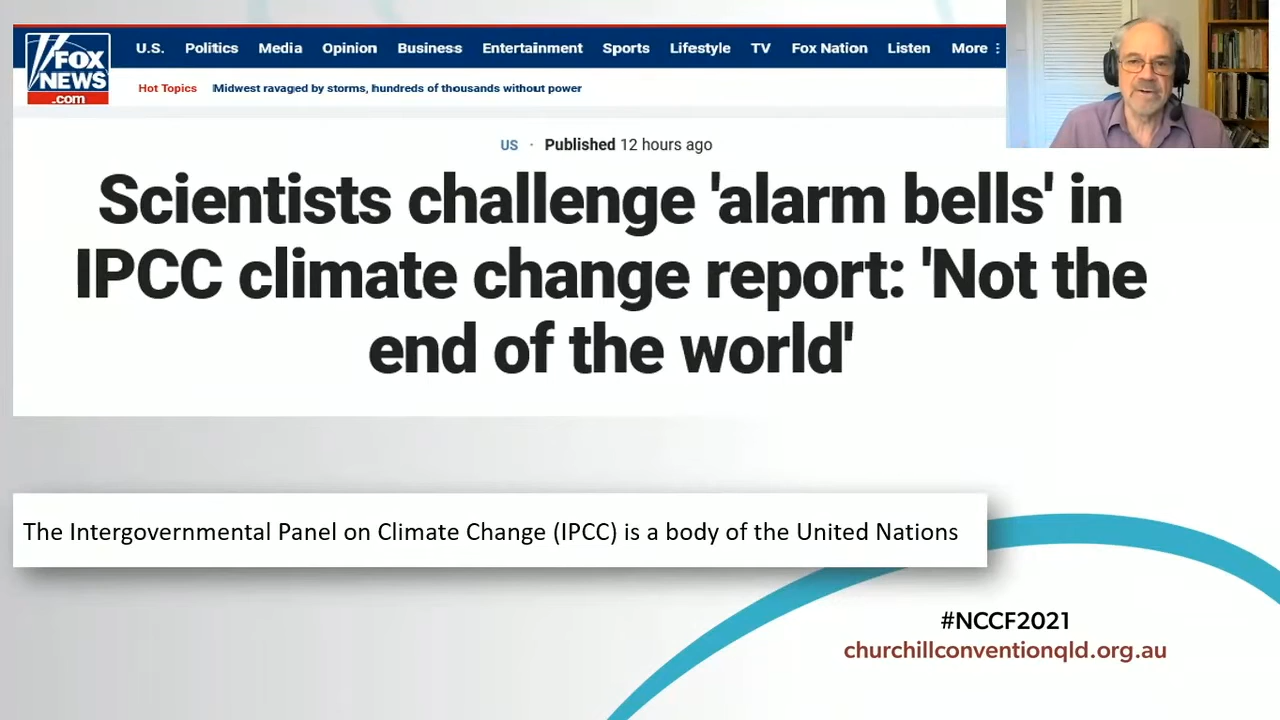 FOX
NEWS
.com
U.S. Politics Media Opinion Business Entertainment Sports Lifestyle TV Fox Nation Listen More
Hot Topics Midwest ravaged by storms, hundreds of thousands without power
US · Published 12 hours ago
Scientists challenge 'alarm bells' in
IPCC climate change report: 'Not the
end of the world'
The Intergovernmental Panel on Climate Change (IPCC) is a body of the United Nations
#NCCF2021
churchillconventionqld.org.au